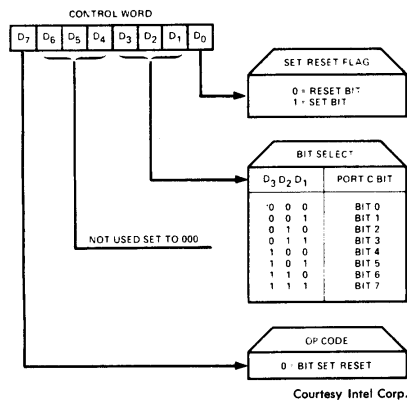 CONTROL WORD
D7 D6 D5 D4 D3 D2 D1 D0
SET RESET FLAG
0 = RESET BIT
1 = SET BIT
BIT SELECT
D3 D2 D1 PORT C BIT
0 0 0 BIT 0
0 0 1 BIT 1
0 1 0 BIT 2
0 1 1 BIT 3
1 0 0 BIT 4
1 0 1 BIT 5
1 1 0 BIT 6
1 1 1 BIT 7
NOT USED SET TO 000
OP CODE
0 = BIT SET RESET
Courtesy Intel Corp.